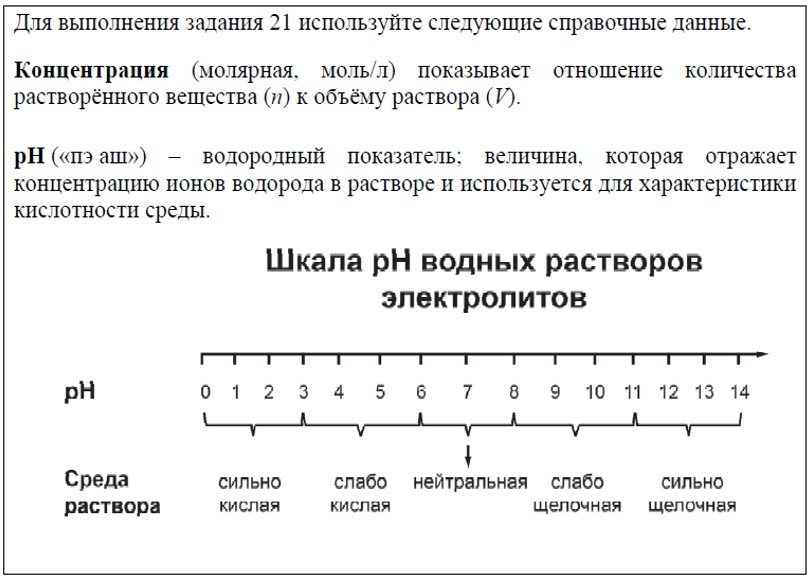 Для выполнения задания 21 используйте следующие справочные данные.
Концентрация (молярная, моль/л) показывает отношение количества
растворённого вещества (n) к объёму раствора (V).
pH («пэ аш») – водородный показатель; величина, которая отражает
концентрацию ионов водорода в растворе и используется для характеристики
кислотности среды.
Шкала pH водных растворов
электролитов
pH 0 1 2 3 4 5 6 7 8 9 10 11 12 13 14
Среда сильно слабо нейтральная слабо сильно
раствора кислая кислая щелочная щелочная